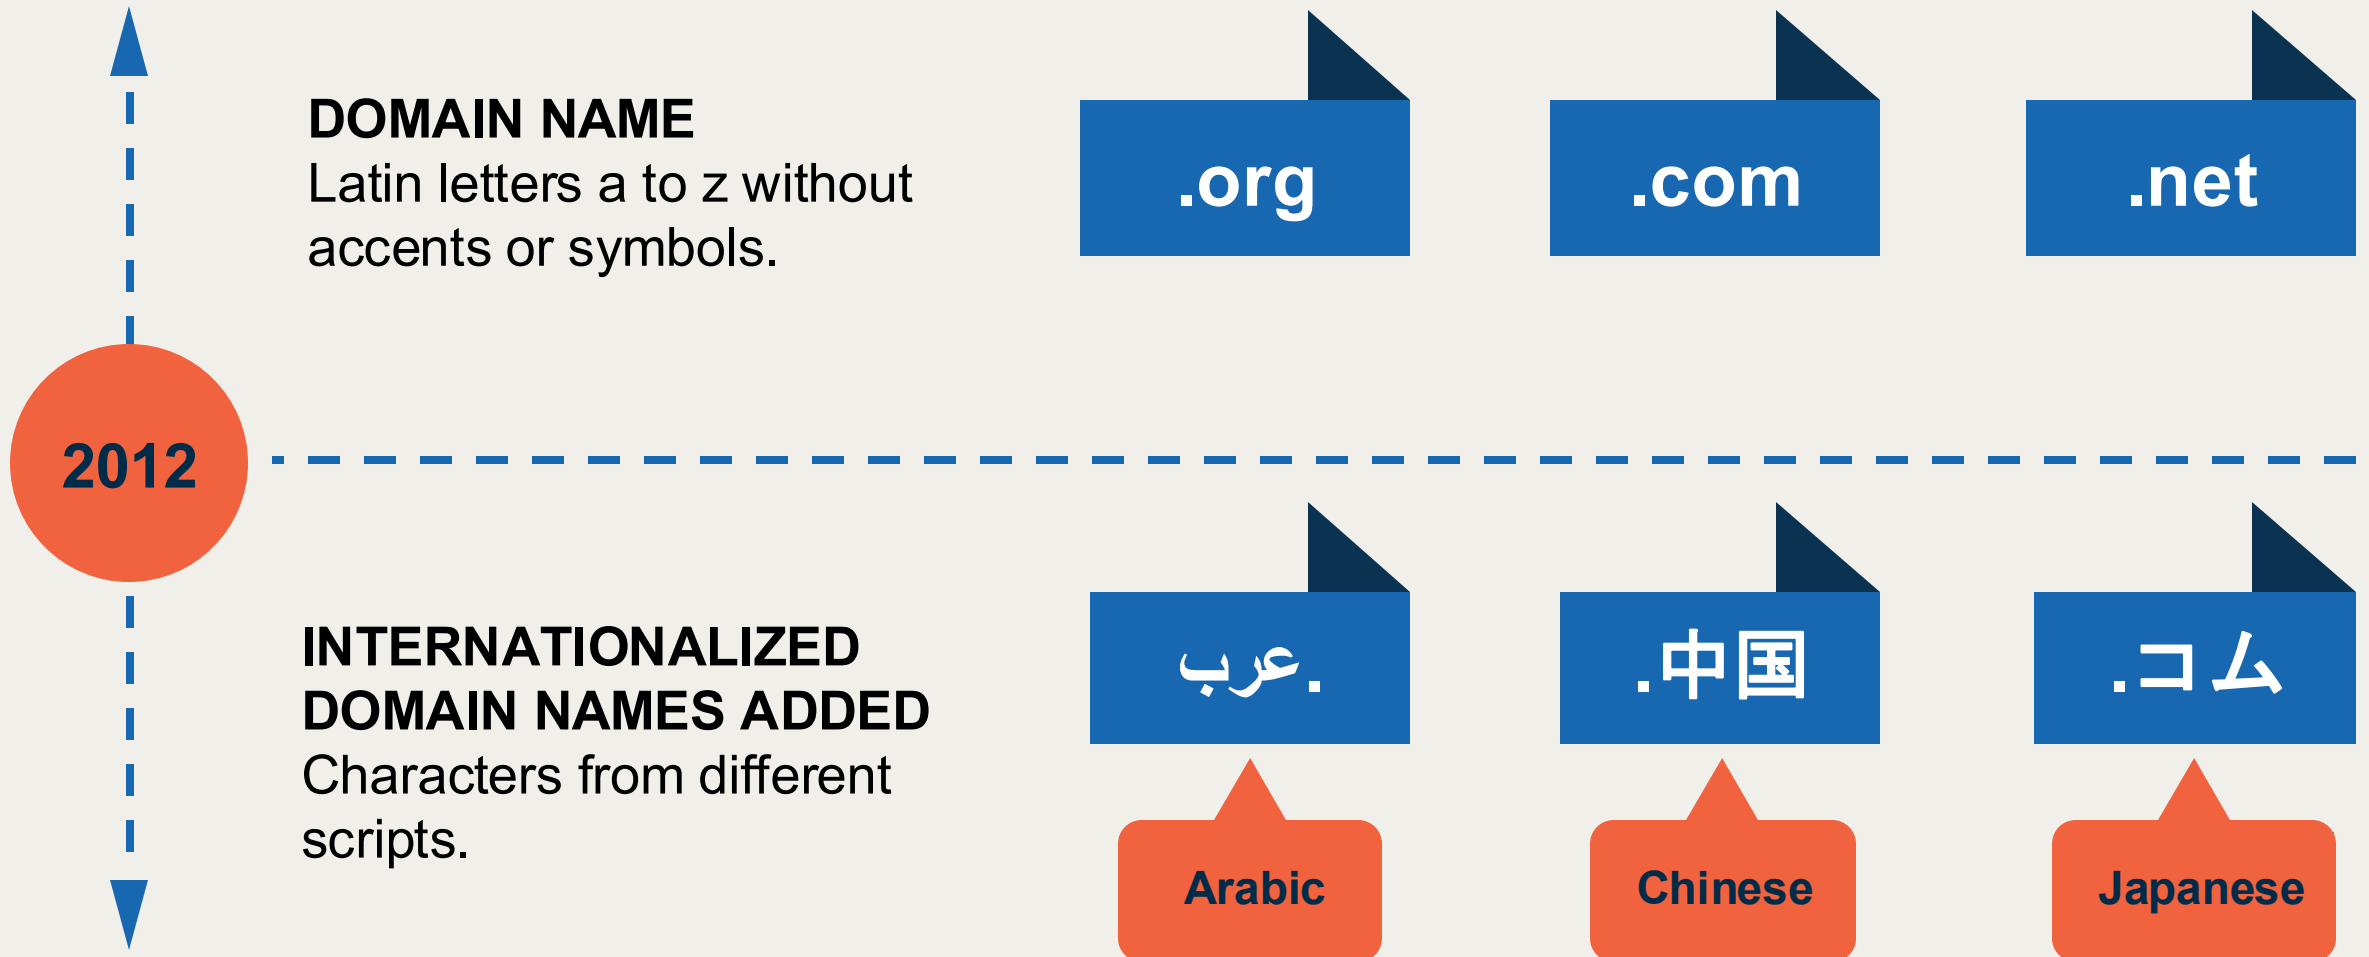 DOMAIN NAME
Latin letters a to z without
accents or symbols.
.org
.com
.net
2012
INTERNATIONALIZED
DOMAIN NAMES ADDED
Characters from different
scripts.
.عرب
.中国
.コム
Arabic
Chinese
Japanese